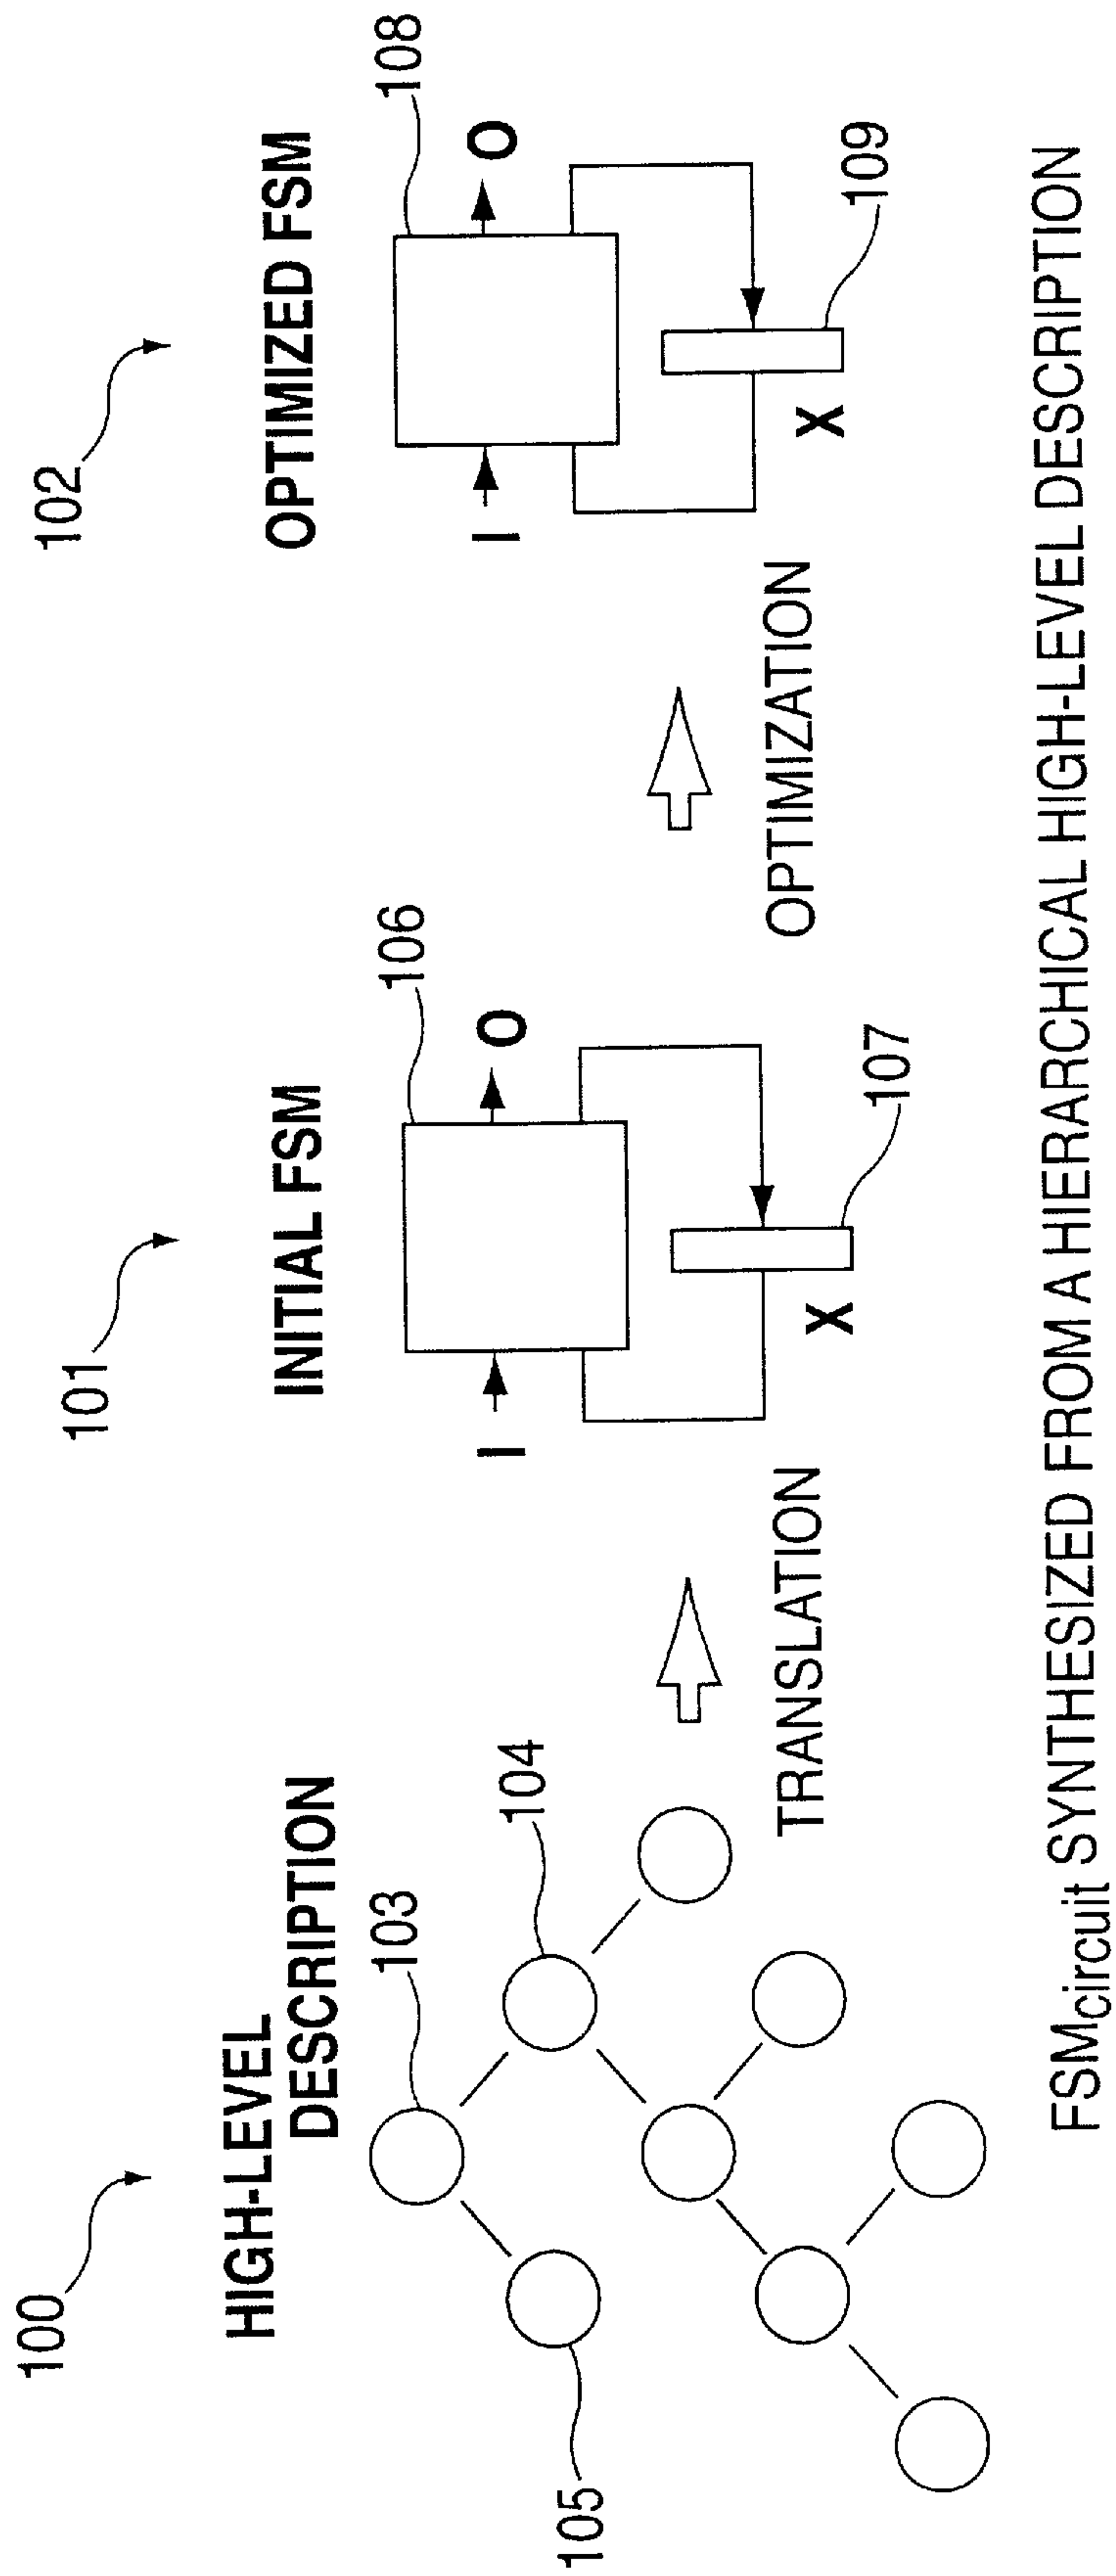 100
101
102
HIGH-LEVEL
DESCRIPTION
INITIAL FSM
OPTIMIZED FSM
103
104
105
106
107
108
109
I
O
X
I
O
X
TRANSLATION
OPTIMIZATION
FSMcircuit SYNTHESIZED FROM A HIERARCHICAL HIGH-LEVEL DESCRIPTION